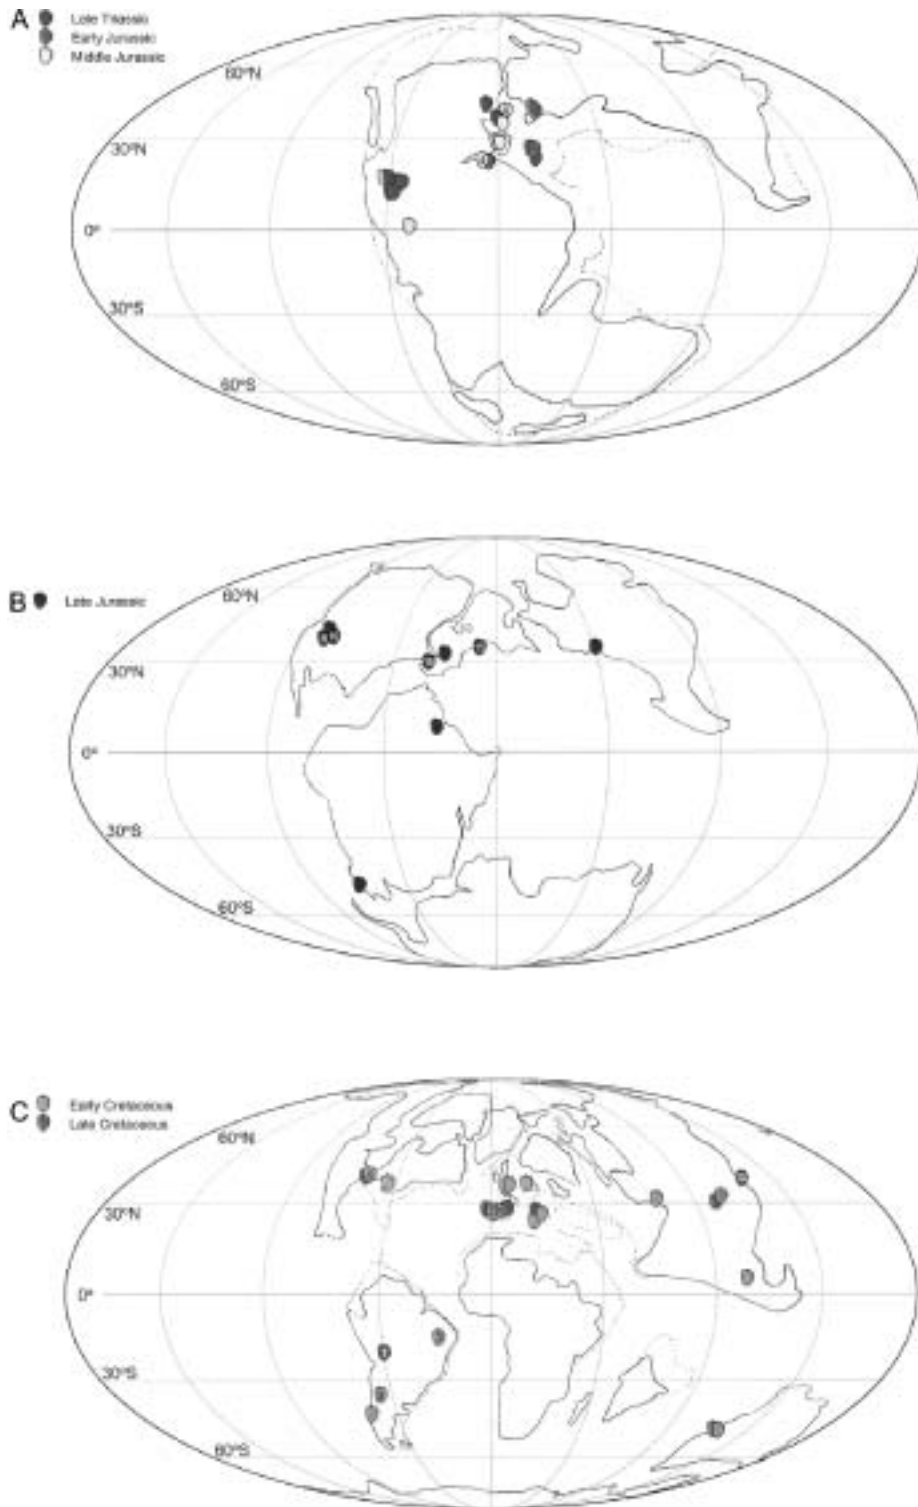 A
Late Triassic
Early Jurassic
Middle Jurassic
60°N
30°N
0°
30°S
60°S
B
Late Jurassic
60°N
30°N
0°
30°S
60°S
C
Early Cretaceous
Late Cretaceous
60°N
30°N
0°
30°S
60°S